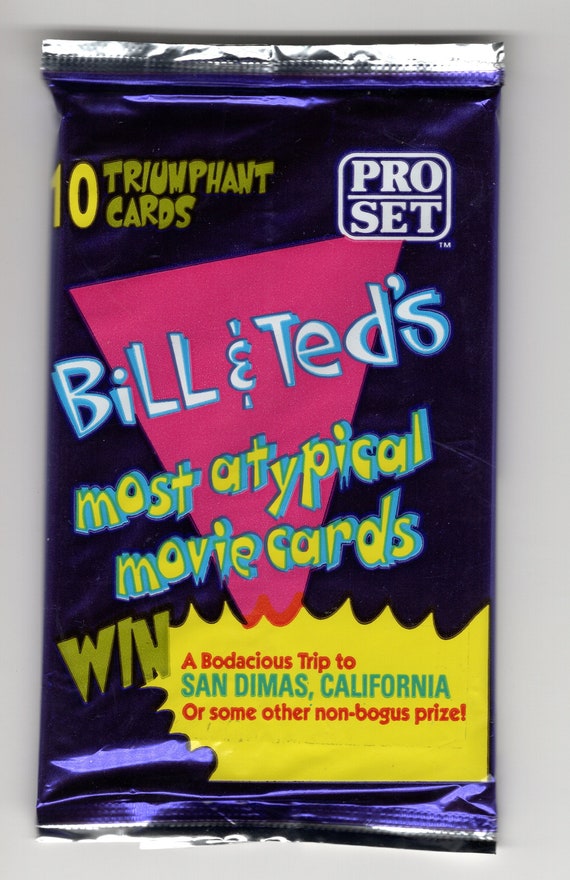 10 TRIUMPHANT
CARDS
PRO
SET
™
BiLL & Ted's
most atypical
movie cards
WIN
A Bodacious Trip to
SAN DIMAS, CALIFORNIA
Or some other non-bogus prize!